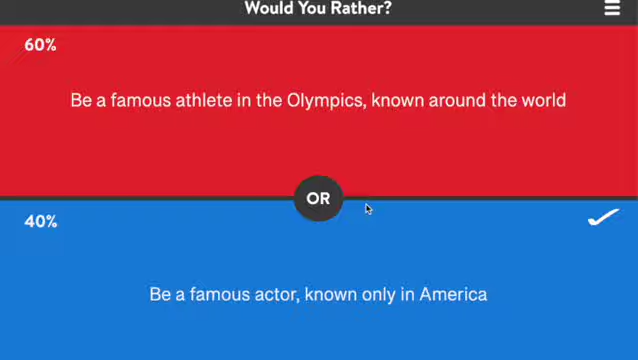 Would You Rather?
60%
Be a famous athlete in the Olympics, known around the world
OR
40%
Be a famous actor, known only in America